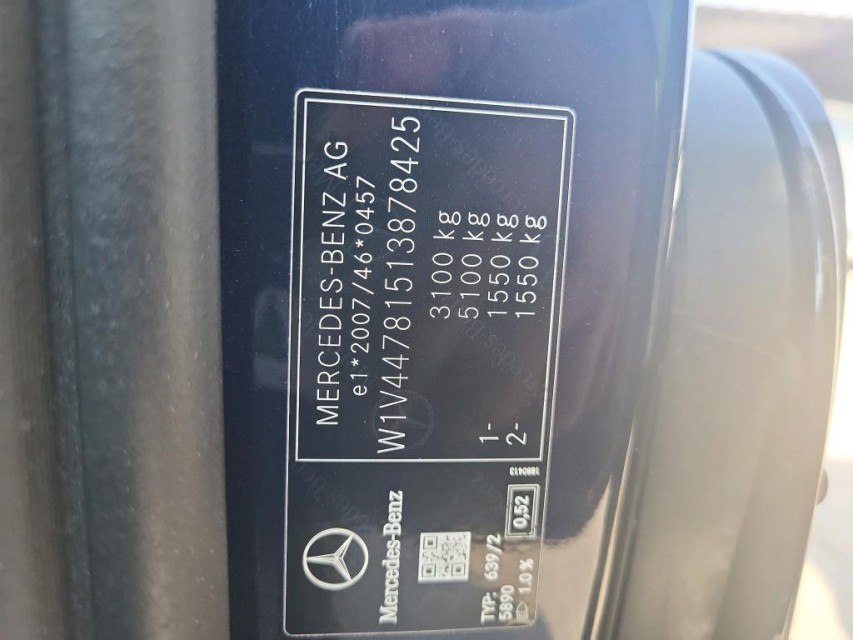 MERCEDES-BENZ AG
e1*2007/46*0457
W1V44781513878425
3100 kg
5100 kg
1- 1550 kg
2- 1550 kg
Mercedes-Benz
TYP: 639/2
5890
1.0 %
0,52
1880413